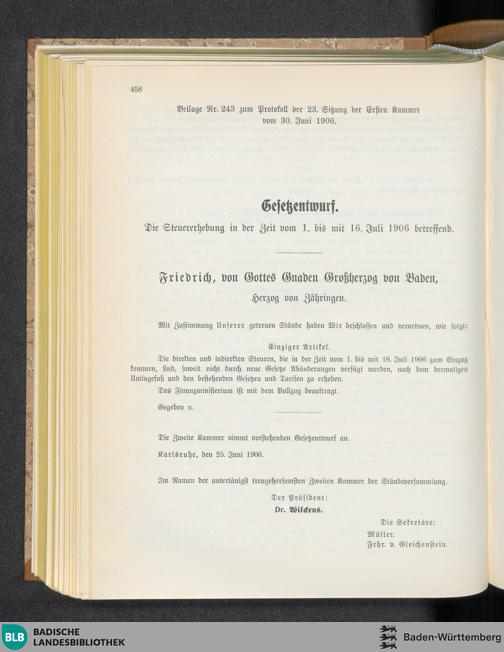 458
Beilage Nr. 243 zum Protokoll der 23. Sitzung der Ersten Kammer
vom 30. Juni 1906.
Gesetzentwurf.
Die Steuererhebung in der Zeit vom 1. bis mit 16. Juli 1906 betreffend.
Friedrich, von Gottes Gnaden Großherzog von Baden,
Herzog von Zähringen.
Mit Zustimmung Unserer getreuen Stände haben Wir beschlossen und verordnen, wie folgt:
Einziger Artikel.
Die direkten und indirekten Steuern, die in der Zeit vom 1. bis mit 16. Juli 1906 zum Einzug
kommen, sind, soweit nicht durch neue Gesetze Abänderungen verfügt werden, nach dem dermaligen
Umlagefuß und den bestehenden Gesetzen und Tarifen zu erheben.
Das Finanzministerium ist mit dem Vollzug beauftragt.
Gegeben ꝛc.
Die Zweite Kammer nimmt vorstehenden Gesetzentwurf an.
Karlsruhe, den 25. Juni 1906.
Im Namen der untertänigst treugehorsamsten Zweiten Kammer der Ständeversammlung.
Der Präsident:
Dr. Wilckens.
Die Sekretäre:
Müller.
Frhr. v. Gleichenstein.
BLB
BADISCHE
LANDESBIBLIOTHEK
Baden-Württemberg